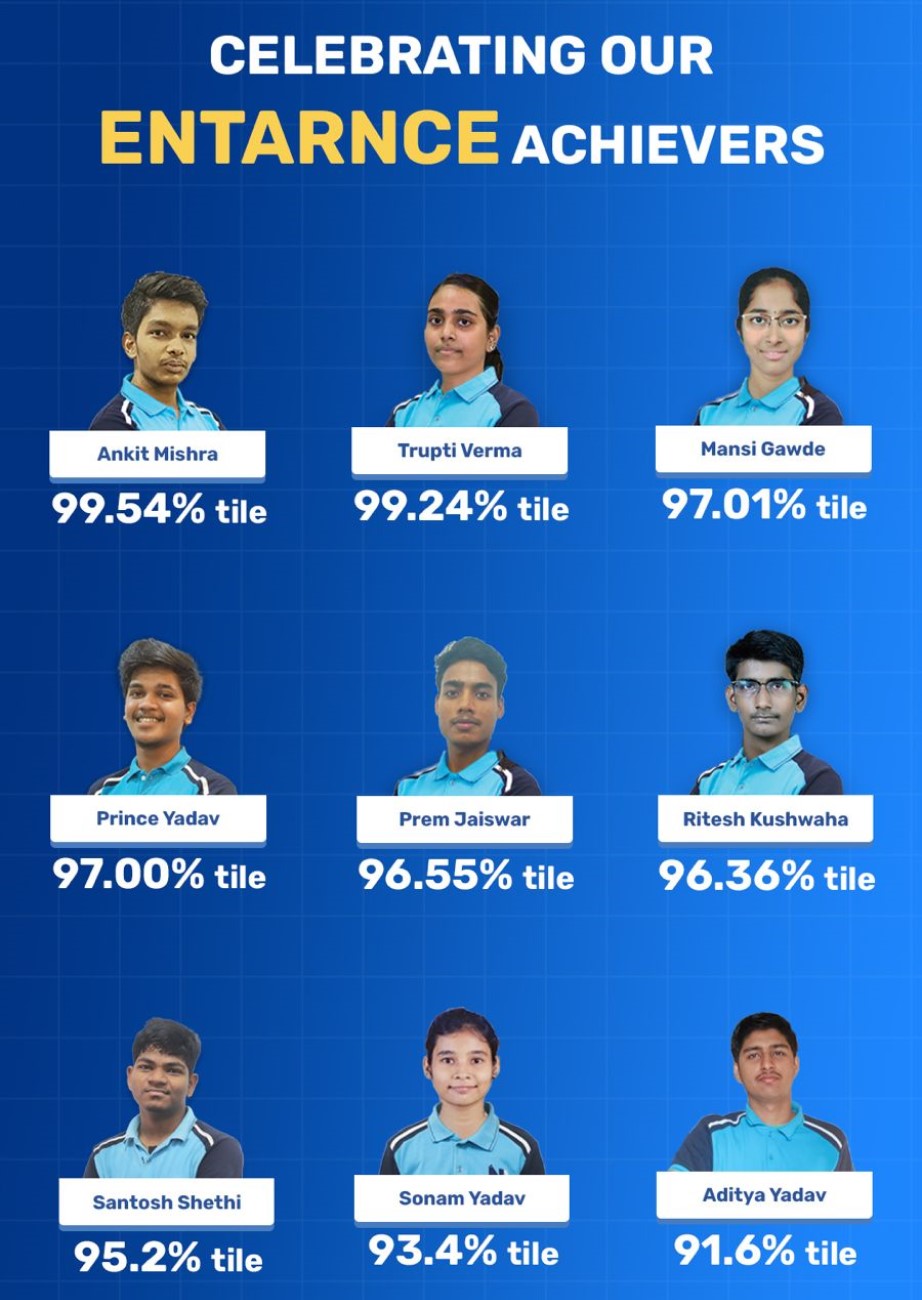 CELEBRATING OUR
ENTARNCE ACHIEVERS
Ankit Mishra
99.54% tile
Trupti Verma
99.24% tile
Mansi Gawde
97.01% tile
Prince Yadav
97.00% tile
Prem Jaiswar
96.55% tile
Ritesh Kushwaha
96.36% tile
Santosh Shethi
95.2% tile
Sonam Yadav
93.4% tile
Aditya Yadav
91.6% tile